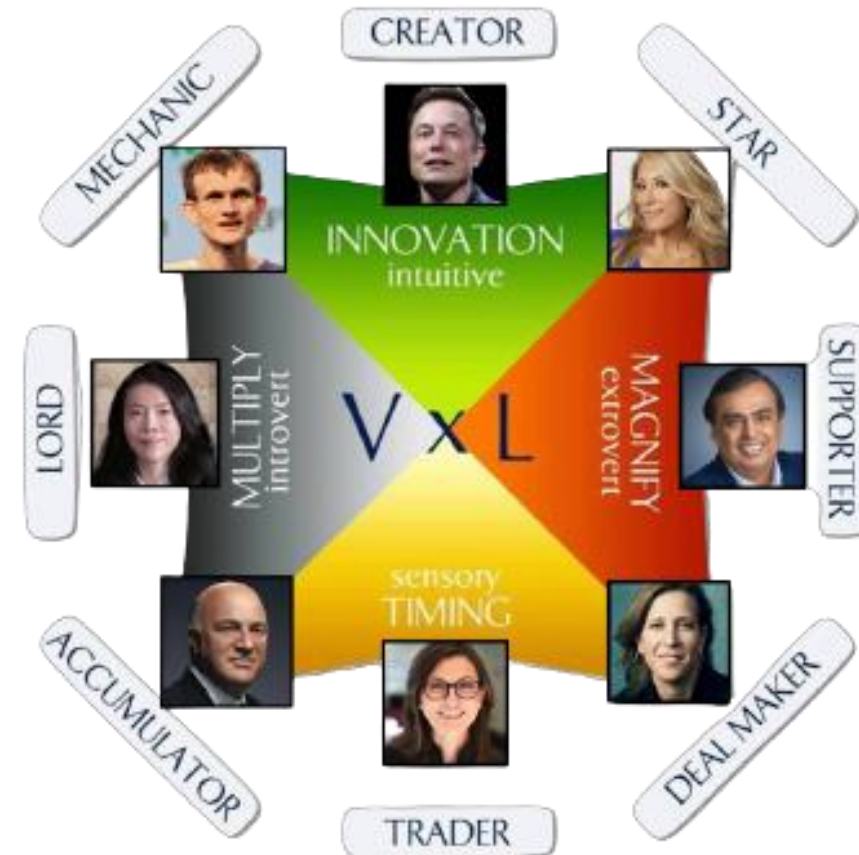 CREATOR
MECHANIC
STAR
INNOVATION
intuitive
LORD
MULTIPLY
introvert
V x L
MAGNIFY
extrovert
SUPPORTER
sensory
TIMING
ACCUMULATOR
DEAL MAKER
TRADER